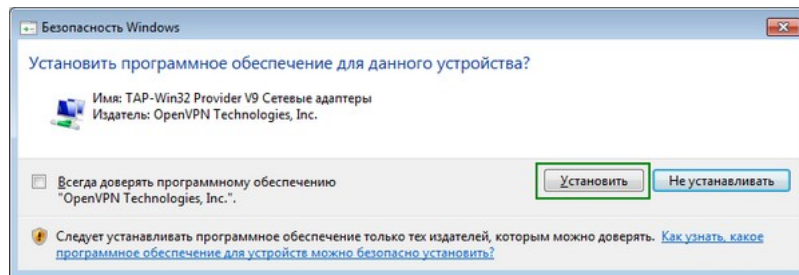 Безопасность Windows
Установить программное обеспечение для данного устройства?
Имя: TAP-Win32 Provider V9 Сетевые адаптеры
Издатель: OpenVPN Technologies, Inc.
Всегда доверять программному обеспечению
"OpenVPN Technologies, Inc.".
Установить
Не устанавливать
Следует устанавливать программное обеспечение только тех издателей, которым можно доверять. Как узнать, какое
программное обеспечение для устройств можно безопасно установить?